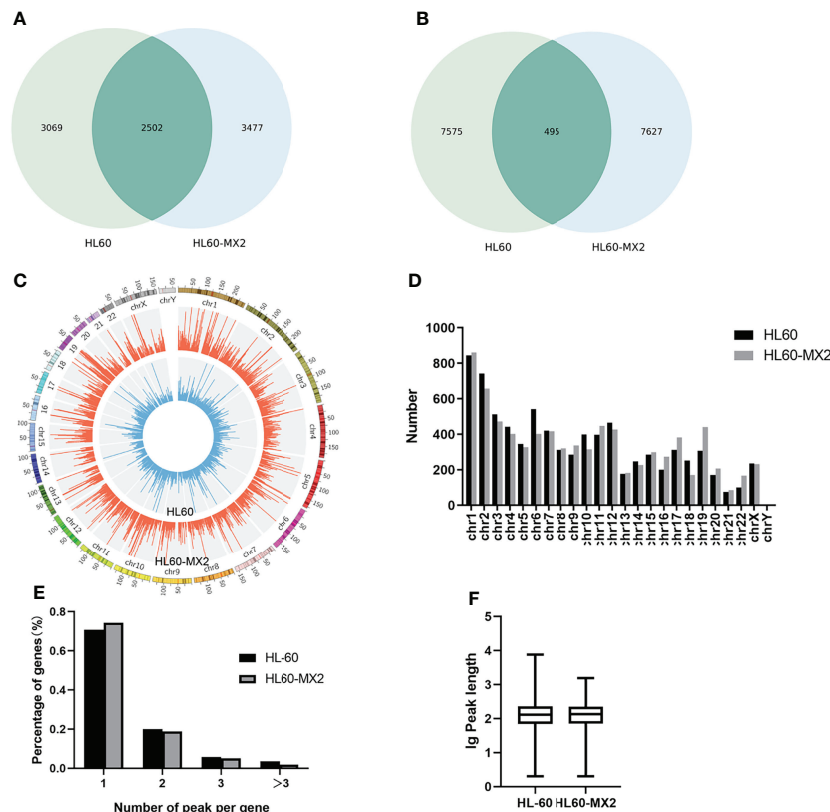 A
3069
2502
3477
HL60
HL60-MX2
B
7575
495
7627
HL60
HL60-MX2
C
chr1
chr2
chr3
chr4
chr5
chr6
chr7
chr8
chr9
chr10
chr11
chr12
chr13
chr14
chr15
16
17
18
19
20
21
22
chrX
chrY
HL60
HL60-MX2
D
HL60
HL60-MX2
Number
1000
800
600
400
200
0
chr1
chr2
chr3
chr4
chr5
chr6
chr7
chr8
chr9
chr10
chr11
chr12
chr13
chr14
chr15
chr16
chr17
chr18
chr19
chr20
chr21
chr22
chrX
chrY
E
HL-60
HL60-MX2
Percentage of genes(%)
0.8
0.6
0.4
0.2
0.0
1
2
3
>3
Number of peak per gene
F
lg Peak length
5
4
3
2
1
0
HL-60
HL60-MX2